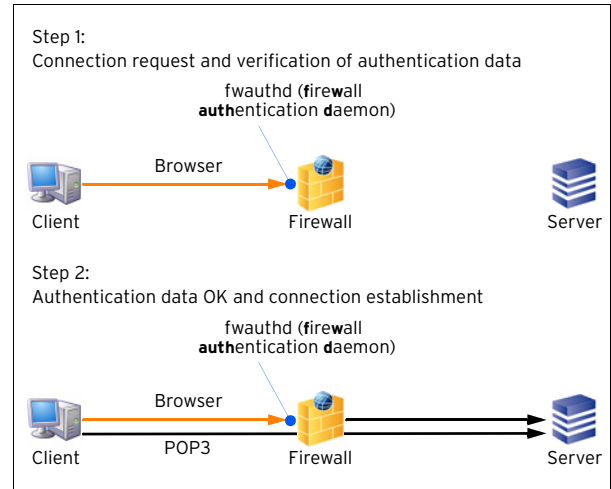 Step 1:
Connection request and verification of authentication data
fwauthd (firewall
authentication daemon)
Browser
Client
Firewall
Server
Step 2:
Authentication data OK and connection establishment
fwauthd (firewall
authentication daemon)
Browser
POP3
Client
Firewall
Server